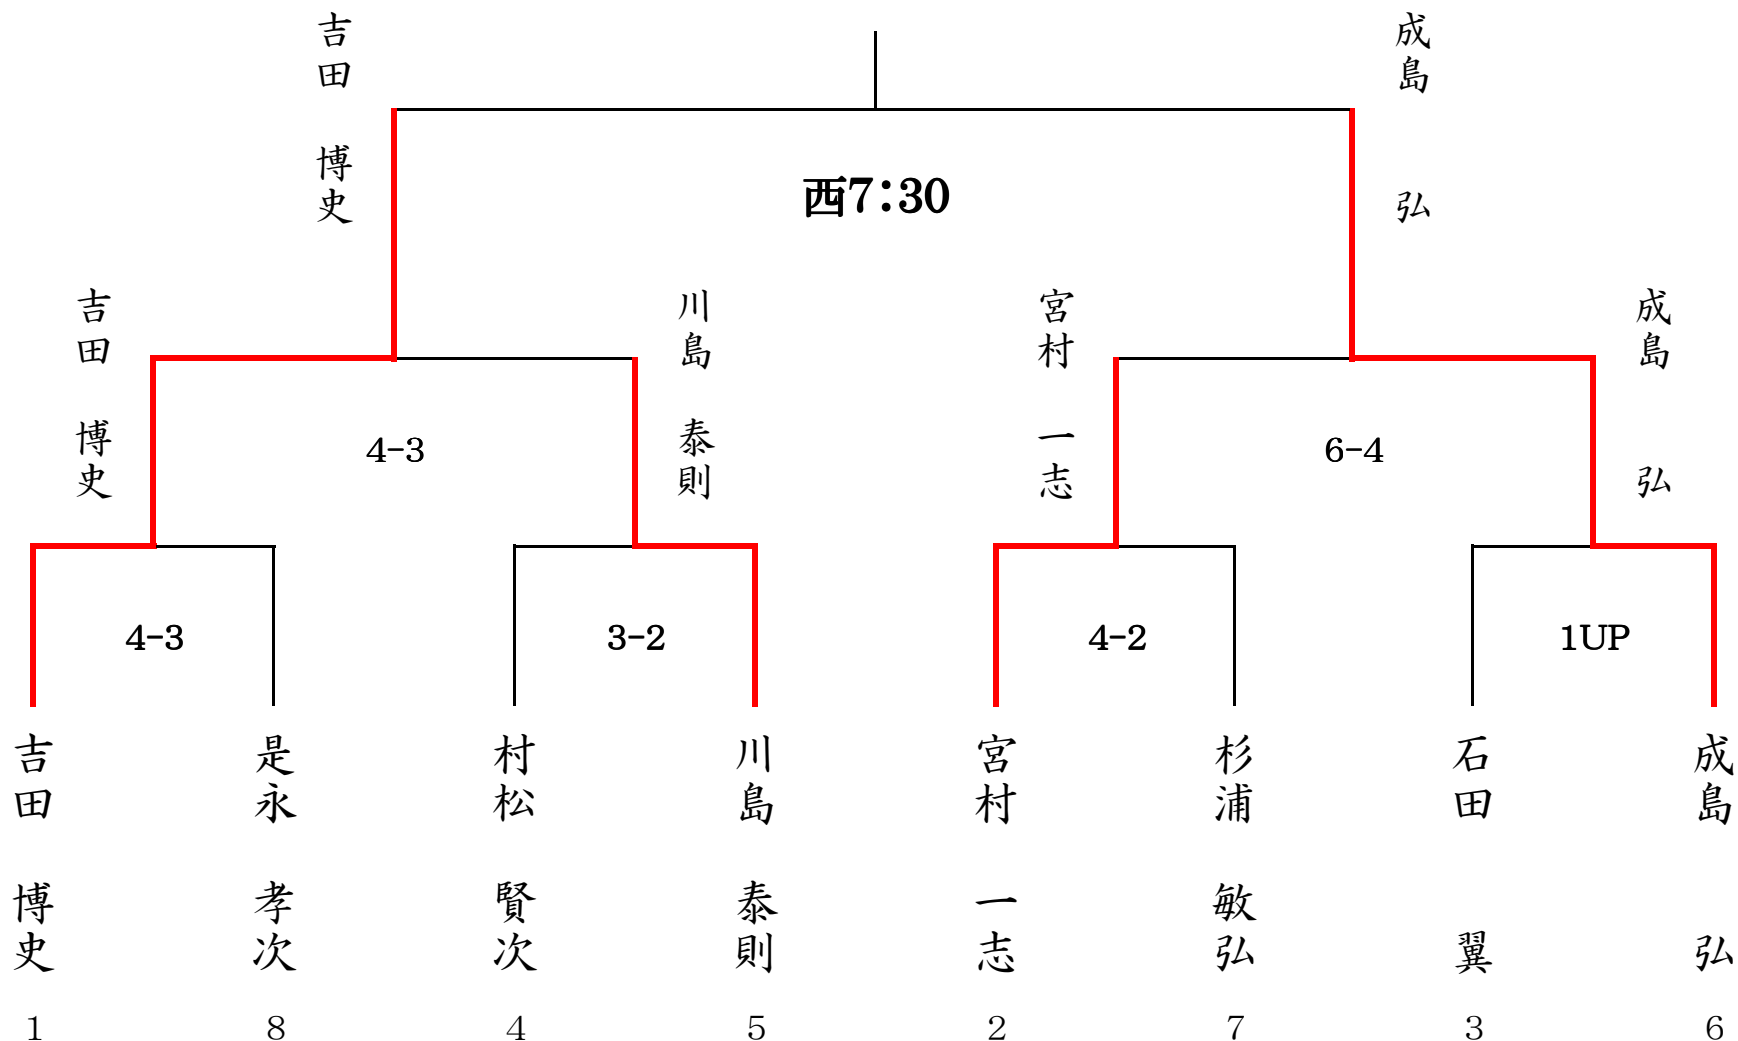 吉田 博史
成島 弘
西7:30
吉田 博史
川島 泰則
宮村 一志
成島 弘
4-3
6-4
4-3
3-2
4-2
1UP
吉田 博史
是永 孝次
村松 賢次
川島 泰則
宮村 一志
杉浦 敏弘
石田 翼
成島 弘
1
8
4
5
2
7
3
6